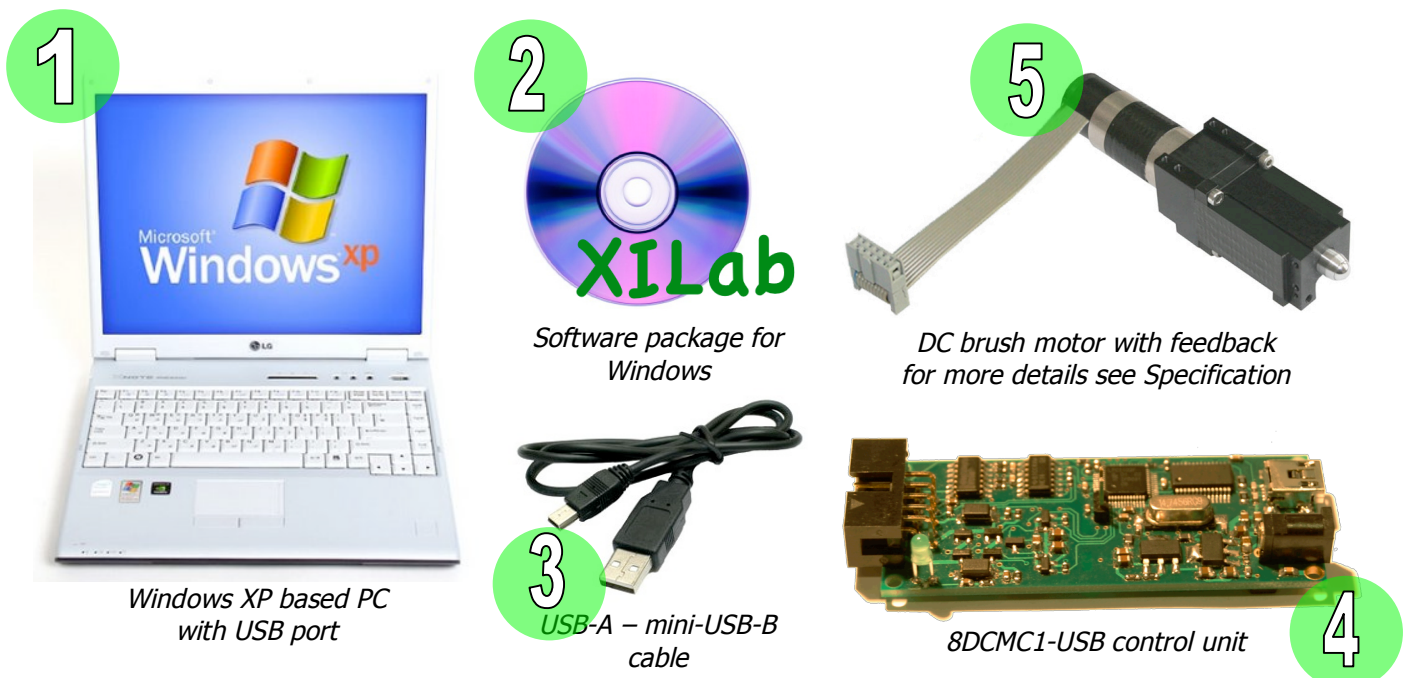 1
Microsoft
Windows xp
LG
Windows XP based PC
with USB port
2
XILab
Software package for
Windows
3
USB-A – mini-USB-B
cable
5
DC brush motor with feedback
for more details see Specification
4
8DCMC1-USB control unit